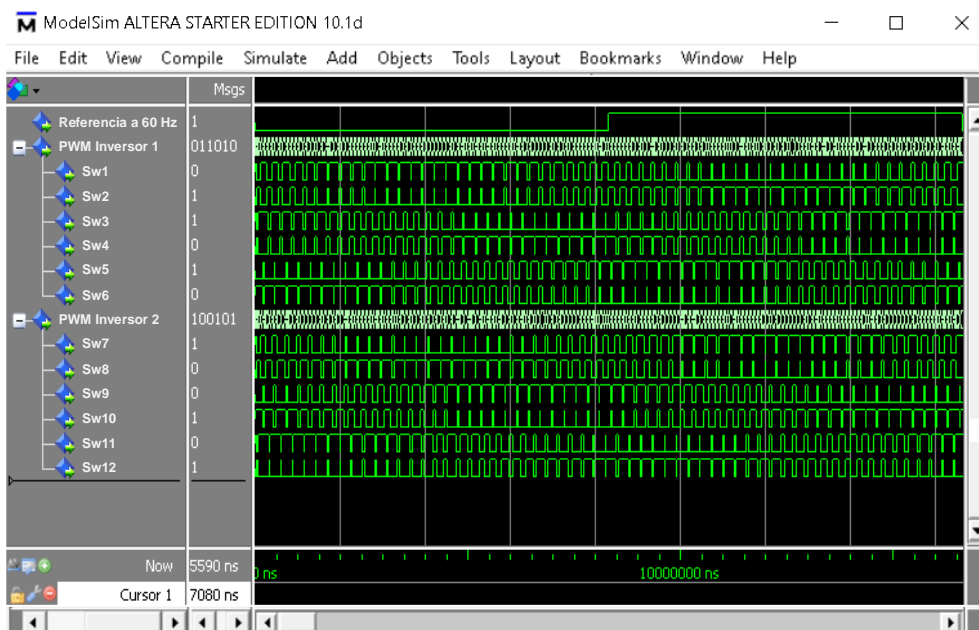 ModelSim ALTERA STARTER EDITION 10.1d
File Edit View Compile Simulate Add Objects Tools Layout Bookmarks Window Help
Msgs
Referencia a 60 Hz 1
PWM Inversor 1 011010
Sw1 0
Sw2 1
Sw3 1
Sw4 0
Sw5 1
Sw6 0
PWM Inversor 2 100101
Sw7 1
Sw8 0
Sw9 0
Sw10 1
Sw11 0
Sw12 1
Now 5590 ns 0 ns 10000000 ns
Cursor 1 7080 ns